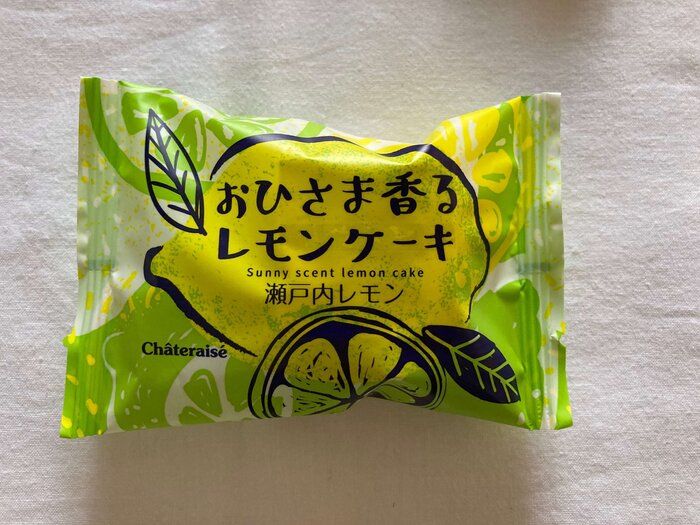 おひさま香る
レモンケーキ
Sunny scent lemon cake
瀬戸内レモン
Châteraisé